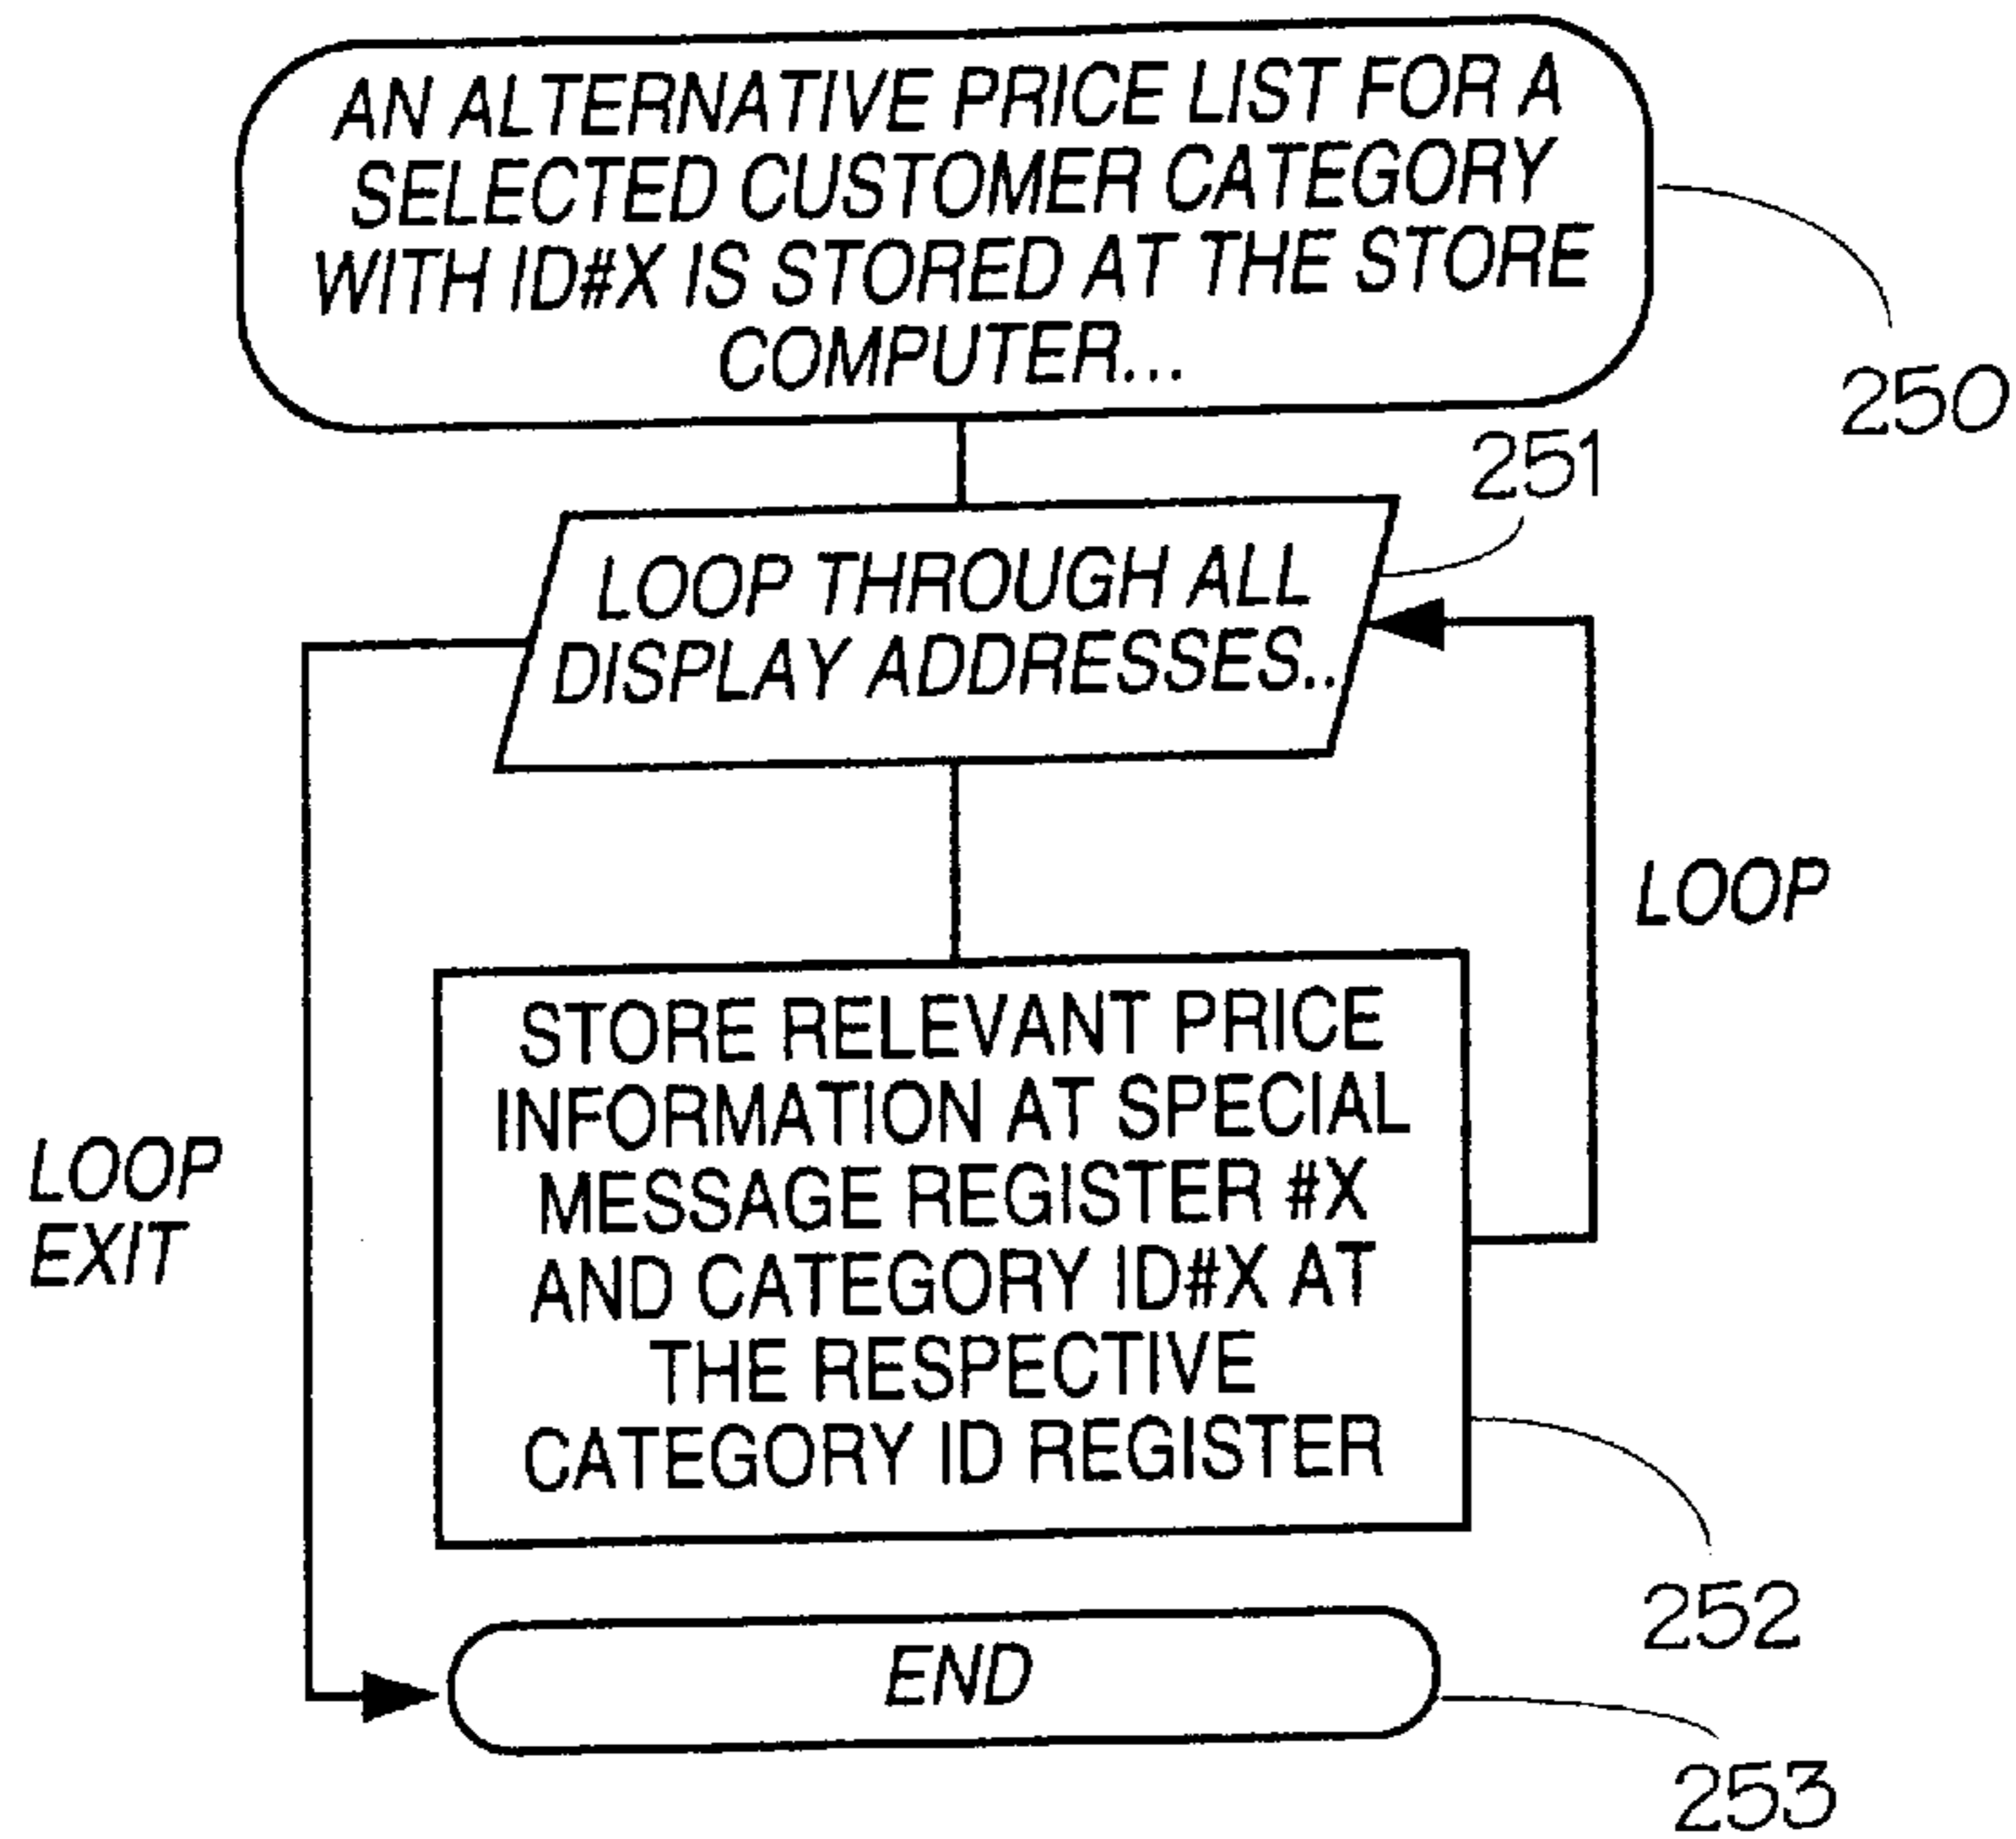 AN ALTERNATIVE PRICE LIST FOR A
SELECTED CUSTOMER CATEGORY
WITH ID#X IS STORED AT THE STORE
COMPUTER...
250
251
LOOP THROUGH ALL
DISPLAY ADDRESSES..
LOOP
STORE RELEVANT PRICE
INFORMATION AT SPECIAL
MESSAGE REGISTER #X
AND CATEGORY ID#X AT
THE RESPECTIVE
CATEGORY ID REGISTER
LOOP
EXIT
252
END
253